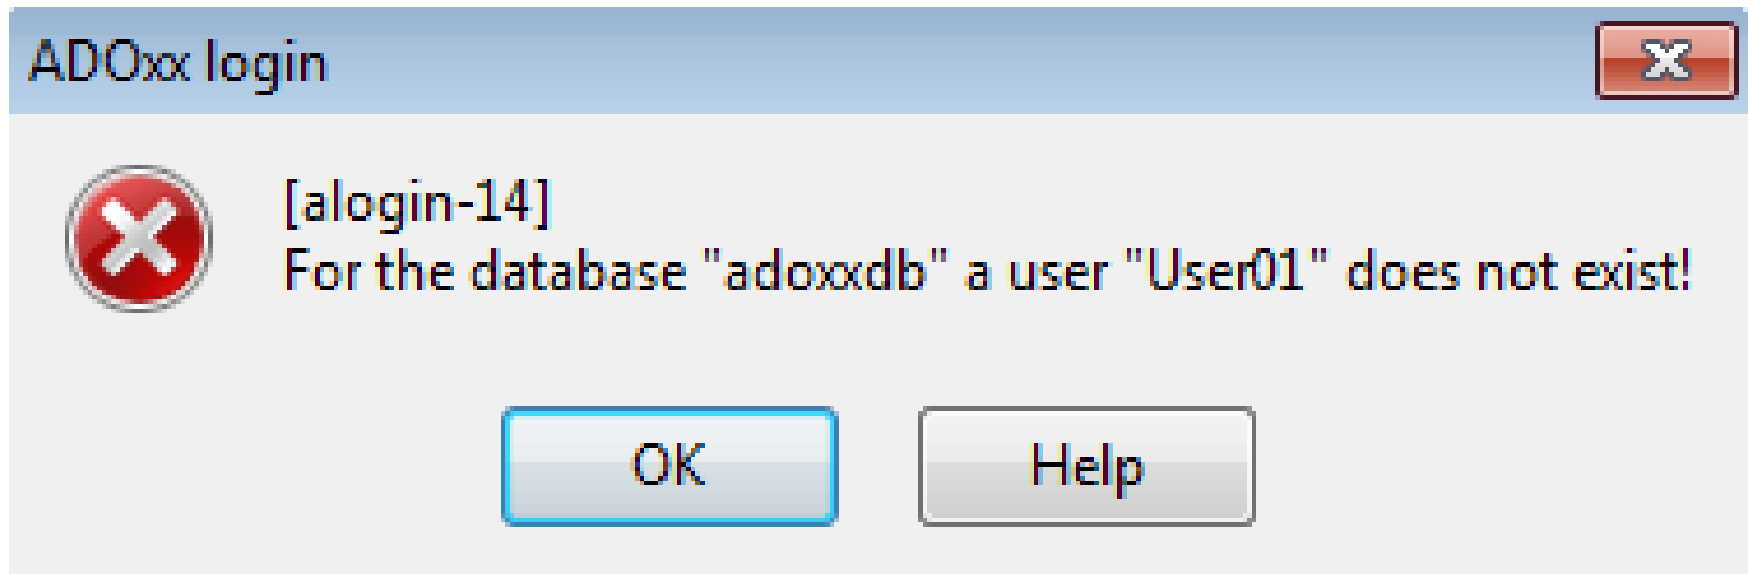 ADOxx login
[alogin-14]
For the database "adoxxdb" a user "User01" does not exist!
OK
Help